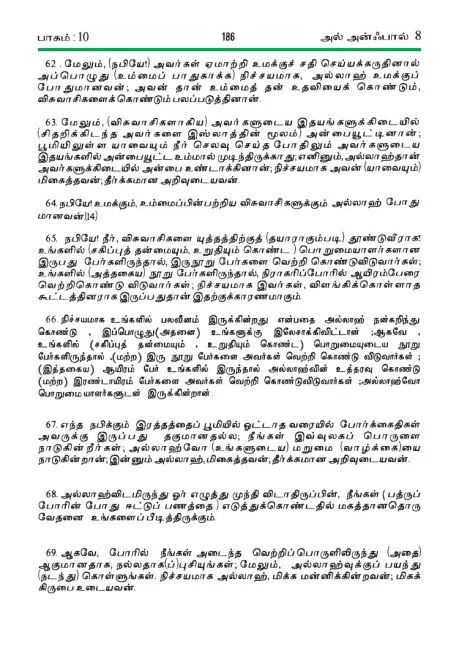 பாகம் : 10 186 அல் அன்ஃபால் 8
62 . மேலும், (நபியே!) அவர்கள் ஏமாற்றி உமக்குச் சதி செய்யக்கருதினால்
அப்பொழுது (உம்மைப் பாதுகாக்க) நிச்சயமாக, அல்லாஹ் உமக்குப்
போதுமானவன்; அவன் தான் உம்மைத் தன் உதவியைக் கொண்டும்,
விசுவாசிகளைக்கொண்டும் பலப்படுத்தினான்.
63. மேலும், (விசுவாசிகளாகிய) அவர்களுடைய இதயங்களுக்கிடையில்
(சிதறிக்கிடந்த அவர்களை இஸ்லாத்தின் மூலம்) அன்பையூட்டினான்;
பூமியிலுள்ள யாவையும் நீர் செலவு செய்த போதிலும் அவர்களுடைய
இதயங்களில் அன்பையூட்ட உம்மால் முடிந்திருக்காது; எனினும், அல்லாஹ்தான்
அவர்களுக்கிடையில் அன்பை உண்டாக்கினான்; நிச்சயமாக அவன் (யாவையும்)
மிகைத்தவன்; தீர்க்கமான அறிவுடையவன்.
64. நபியே! உமக்கும், உம்மைப்பின்பற்றிய விசுவாசிகளுக்கும் அல்லாஹ் போது
மானவன்.(14)
65. நபியே! நீர், விசுவாசிகளை யுத்தத்திற்குத் (தயாராகும்படி) தூண்டுவீராக!
உங்களில் (சகிப்புத் தன்மையும், உறுதியும் கொண்ட ) பொறுமையாளர்களான
இருபது பேர்களிருந்தால், இருநூறு பேர்களை வென்றி கொண்டுவிடுவார்கள்;
உங்களில் (அத்தகைய) நூறு பேர்களிருந்தால், நிராகரிப்போரில் ஆயிரம்பேரை
வெற்றிகொண்டு விடுவார்கள்; நிச்சயமாக இவர்கள், விளங்கிக்கொள்ளாத
கூட்டத்தினராக இருப்பதுதான் இதற்குக்காரணமாகும்.
66. நிச்சயமாக உங்களில் பலவீனம் இருக்கின்றது என்பதை அல்லாஹ் நன்கறிந்து
கொண்டு , இப்பொழுது(அதனை) உங்களுக்கு இலேசாக்கிவிட்டான் ;ஆகவே ,
உங்களில் (சகிப்புத் தன்மையும் , உறுதியும் கொண்ட) பொறுமையுடைய நூறு
பேர்களிருந்தால் ,(மற்ற) இரு நூறு பேர்களை அவர்கள் வெற்றி கொண்டு விடுவார்கள் ;
(இத்தகைய) ஆயிரம் பேர் உங்களில் இருந்தால் அல்லாஹ்வின் உத்தரவு கொண்டு
(மற்ற) இரண்டாயிரம் பேர்களை அவர்கள் வெற்றி கொண்டுவிடுவார்கள் ;அல்லாஹ்வோ
பொறுமையாளர்களுடன் இருக்கின்றான் .
67. எந்த நபிக்கும் இரத்தத்தைப் பூமியில் ஓட்டாத வரையில் போர்க்கைதிகள்
அவருக்கு இருப்பது தகுமானதல்ல; நீங்கள் இவ்வுலகப் பொருளை
நாடுகின்றீர்கள்; அல்லாஹ்வோ (உங்களுடைய) மறுமை (வாழ்க்கை)யை
நாடுகின்றான்; இன்னும் அல்லாஹ், மிகைத்தவன்; தீர்க்கமான அறிவுடையவன்.
68. அல்லாஹ்விடமிருந்து ஓர் எழுத்து முந்தி விடாதிருப்பின், நீங்கள் ( பத்ருப்
போரின் போது ஈட்டுப் பணத்தை ) எடுத்துக்கொண்டதில் மகத்தானதொரு
வேதனை உங்களைப்பீடித்திருக்கும்.
69. ஆகவே, போரில் நீங்கள் அடைந்த வெற்றிப்பொருளிலிருந்து (அதை)
ஆகுமானதாக, நல்லதாக(ப்)புசியுங்கள்; மேலும், அல்லாஹ்வுக்குப் பயந்து
(நடந்து) கொள்ளுங்கள். நிச்சயமாக அல்லாஹ், மிக்க மன்னிக்கின்றவன்; மிகக்
கிருபை உடையவன்.